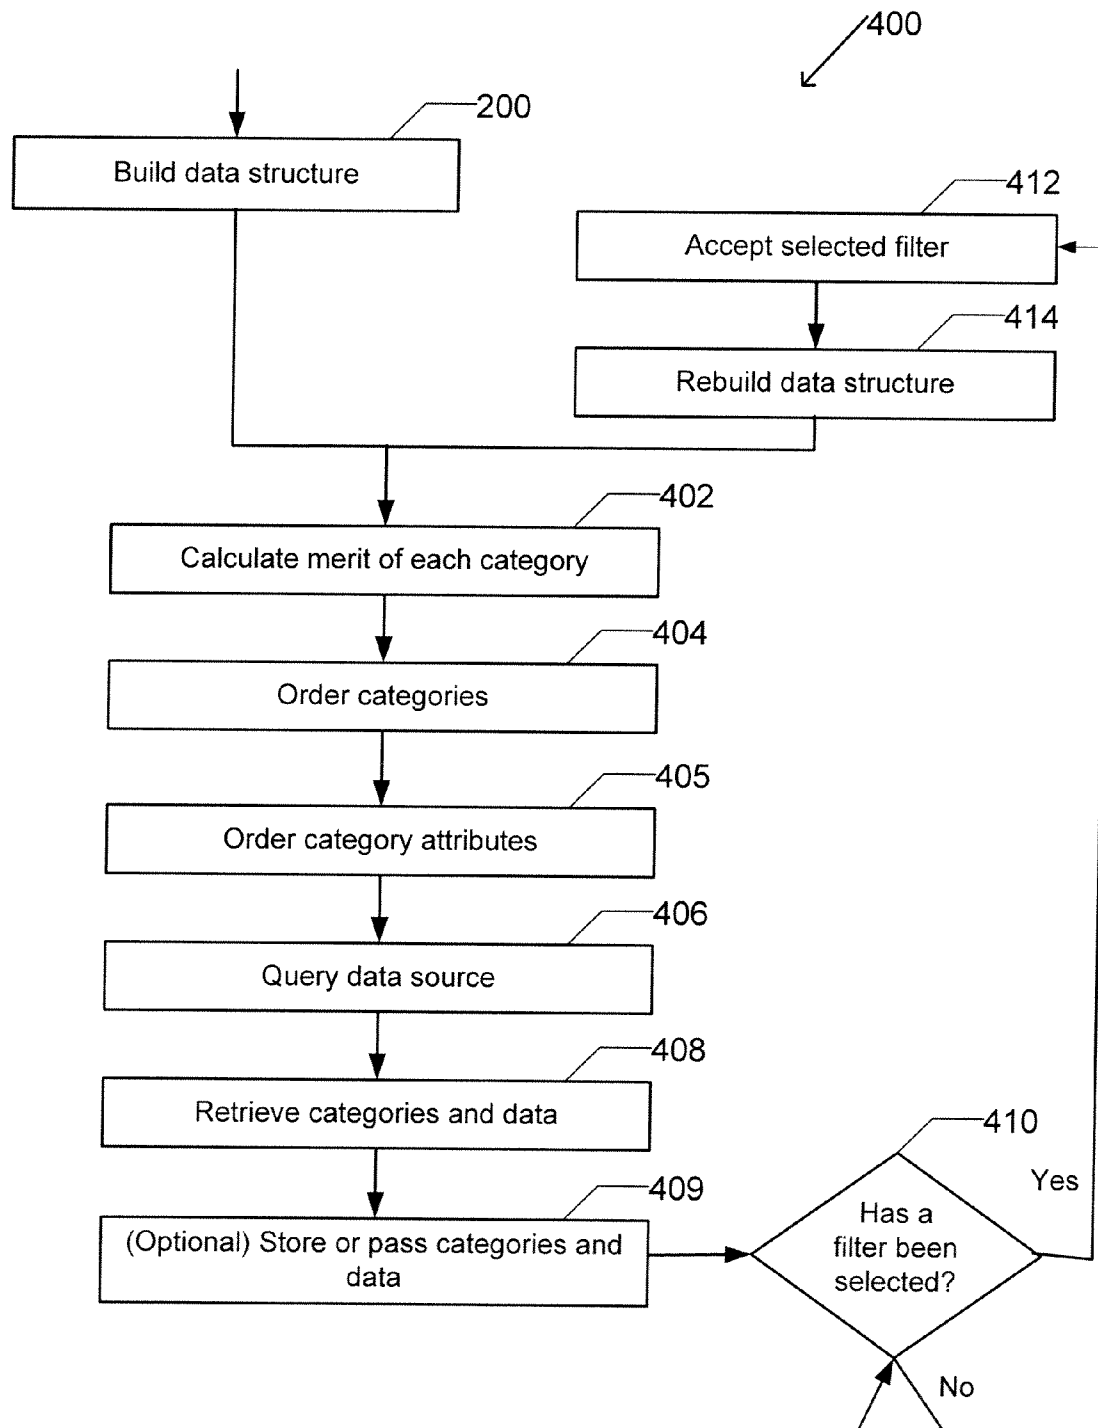 400
200
Build data structure
412
Accept selected filter
414
Rebuild data structure
402
Calculate merit of each category
404
Order categories
405
Order category attributes
406
Query data source
408
Retrieve categories and data
409
(Optional) Store or pass categories and
data
410
Yes
Has a
filter been
selected?
No